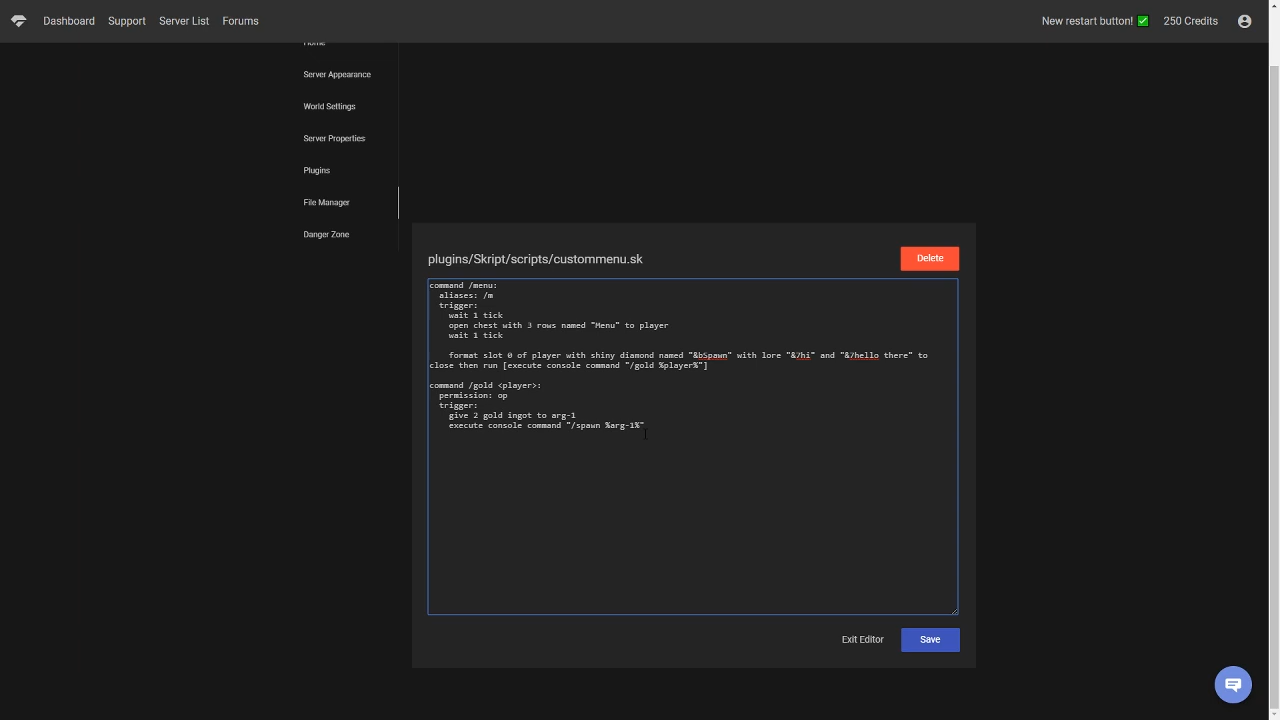 Dashboard Support Server List Forums New restart button! ✅ 250 Credits
Home
Server Appearance
World Settings
Server Properties
Plugins
File Manager
Danger Zone
plugins/Skript/scripts/custommenu.sk Delete
command /menu:
aliases: /m
trigger:
wait 1 tick
open chest with 3 rows named "Menu" to player
wait 1 tick
format slot 0 of player with shiny diamond named "&bSpawn" with lore "&7hi" and "&7hello there" to
close then run [execute console command "/gold %player%"]
command /gold <player>:
permission: op
trigger:
give 2 gold ingot to arg-1
execute console command "/spawn %arg-1%"
Exit Editor Save